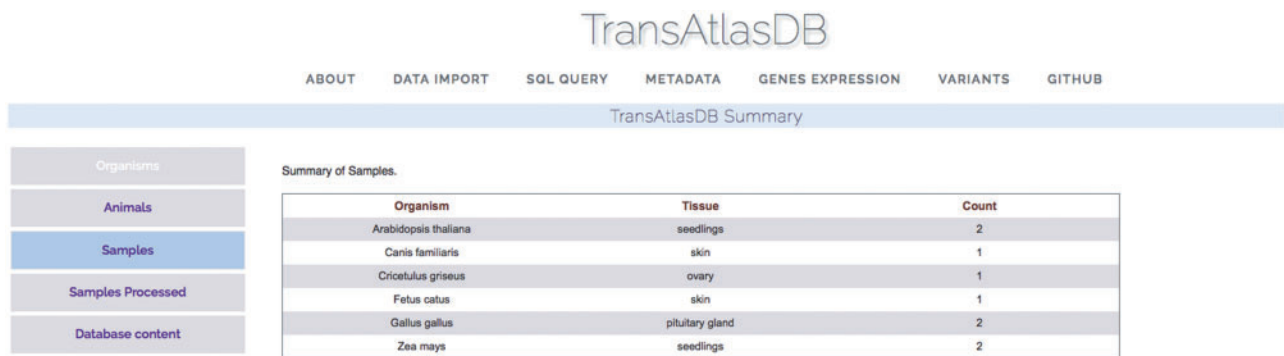 TransAtlasDB
ABOUT DATA IMPORT SQL QUERY METADATA GENES EXPRESSION VARIANTS GITHUB
TransAtlasDB Summary
Organisms
Animals
Samples
Samples Processed
Database content
Summary of Samples.
Organism Tissue Count
Arabidopsis thaliana seedlings 2
Canis familiaris skin 1
Cricetulus griseus ovary 1
Fetus catus skin 1
Gallus gallus pituitary gland 2
Zea mays seedlings 2